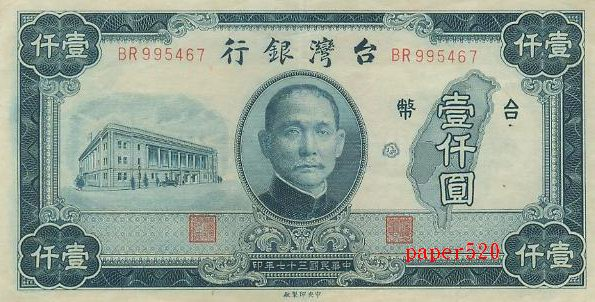 壹仟
台灣銀行
壹仟
BR995467
BR995467
台幣
壹仟圓
壹仟
中華民國三十七年印
壹仟
paper520
中央印製廠